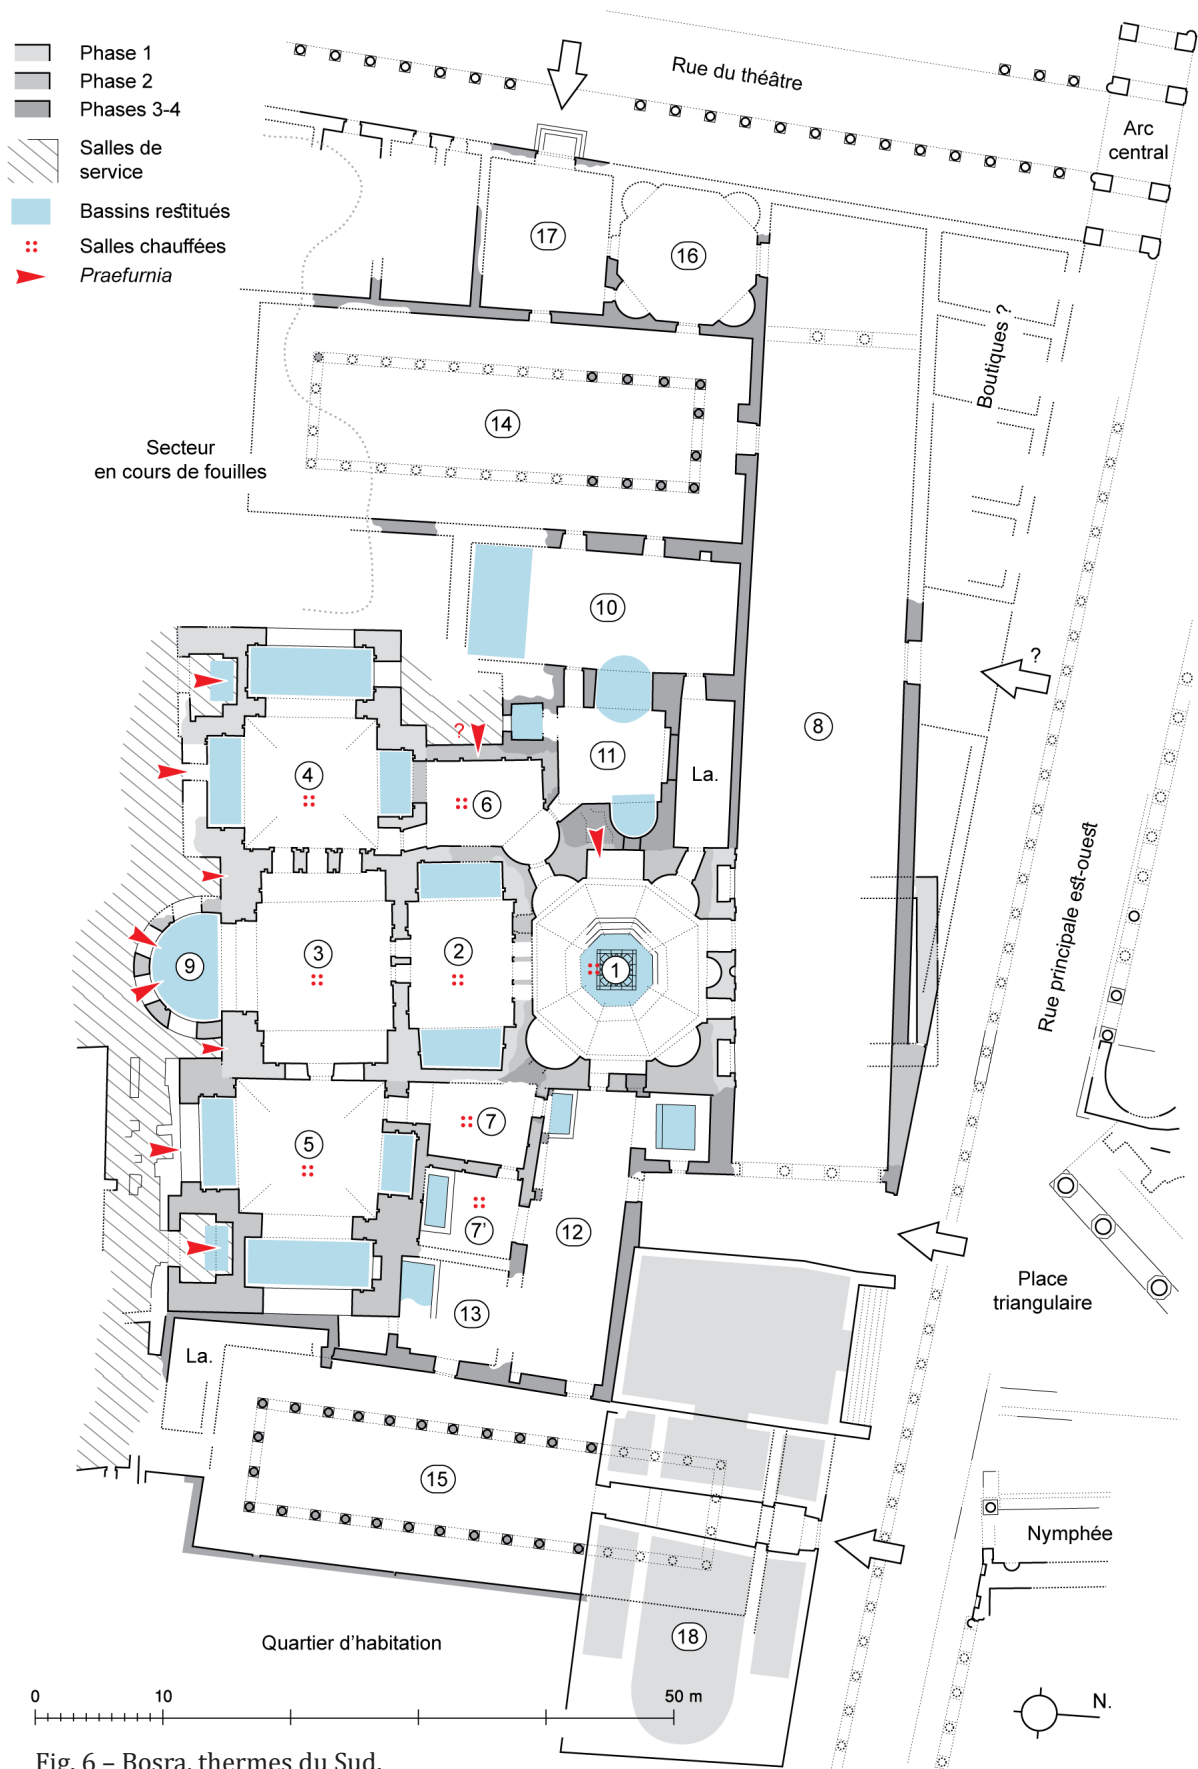 Phase 1
Phase 2
Phases 3-4
Salles de
service
Bassins restitués
Salles chauffées
Praefurnia
Rue du théâtre
Arc
central
17
16
Boutiques ?
14
Secteur
en cours de fouilles
10
?
8
11
La.
?
4
6
Rue principale est-ouest
9
3
2
1
5
7
7'
12
13
Place
triangulaire
La.
15
Nymphée
18
Quartier d'habitation
0 10 50 m
N.
Fig. 6 – Bosra, thermes du Sud.